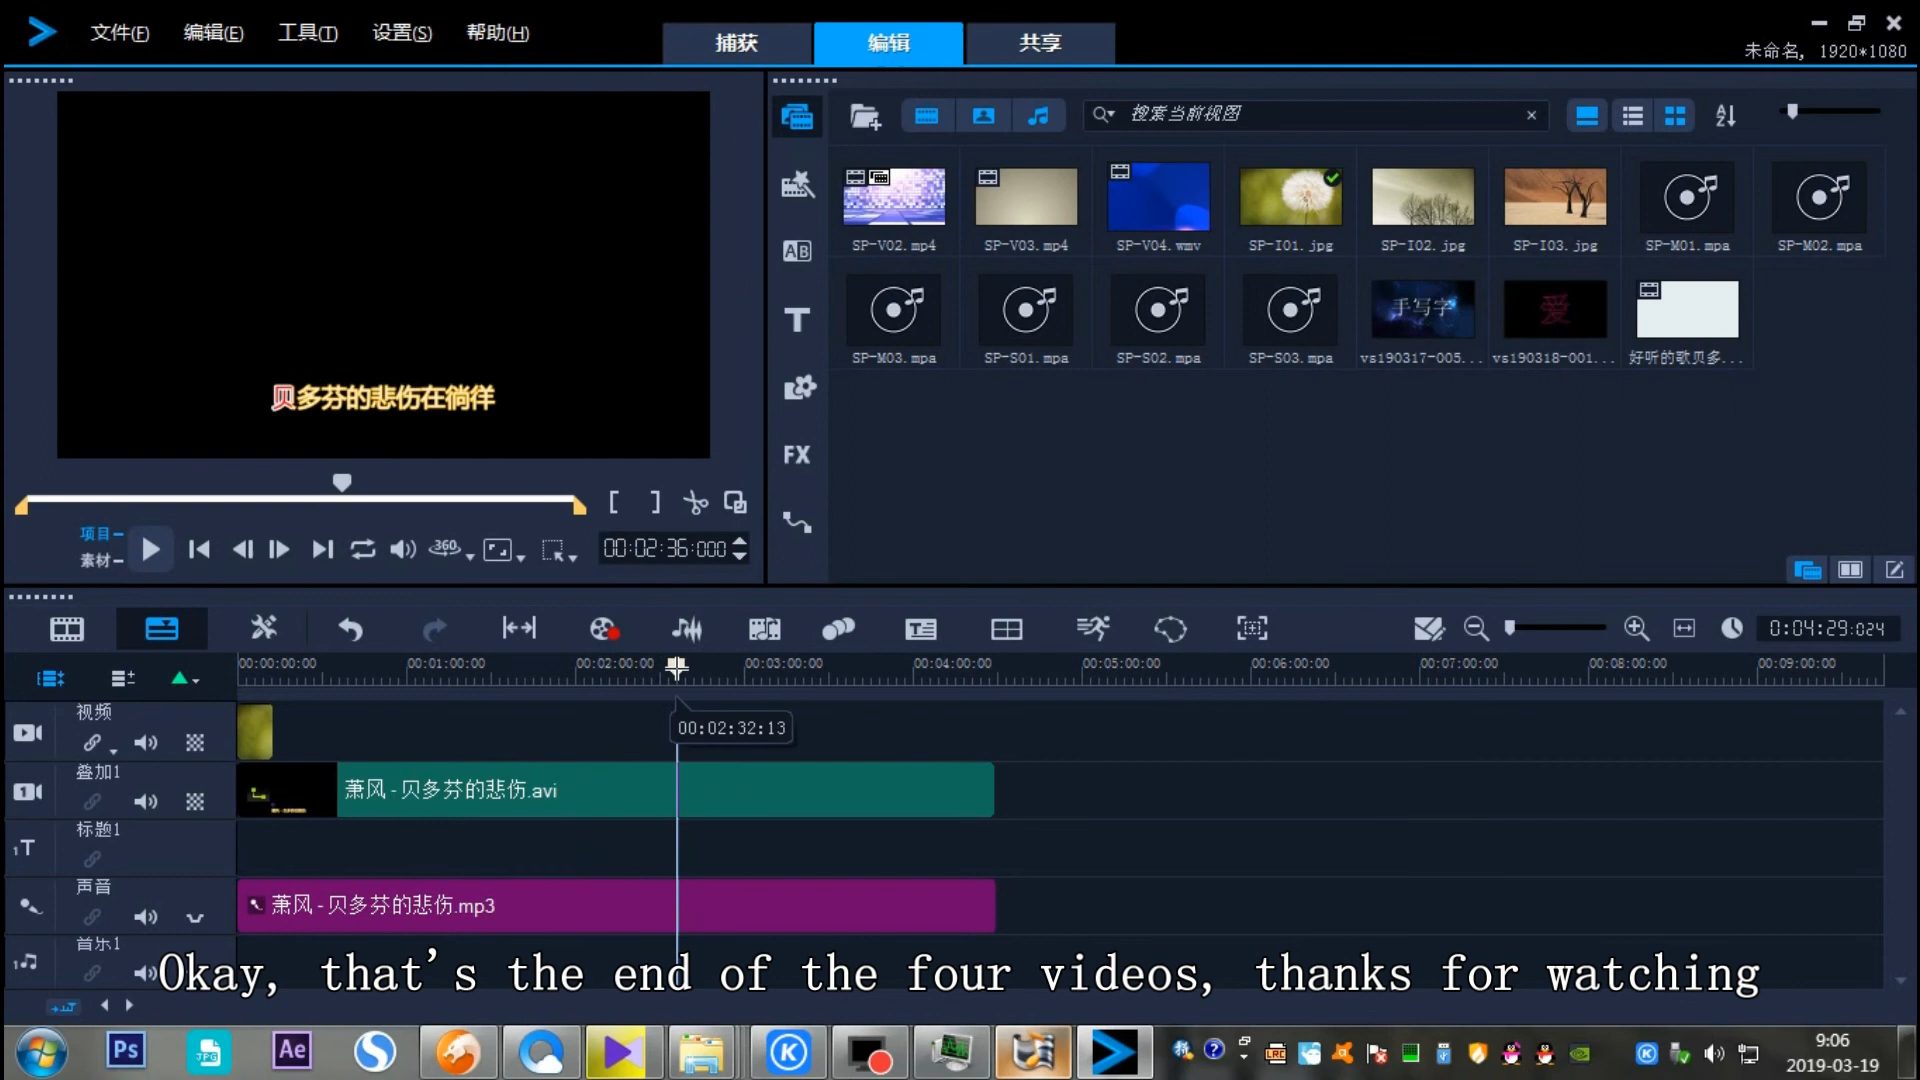 文件(F) 编辑(E) 工具(T) 设置(S) 帮助(H)
捕获 编辑 共享
未命名, 1920*1080
搜索当前视图
SP-V02.mp4 SP-V03.mp4 SP-V04.wmv SP-I01.jpg SP-I02.jpg SP-I03.jpg SP-M01.mpa SP-M02.mpa
手写字 爱
SP-M03.mpa SP-S01.mpa SP-S02.mpa SP-S03.mpa vs190317-005... vs190318-001... 好听的歌贝多...
AB
T
FX
贝多芬的悲伤在徜徉
项目
素材
360
00:02:36:000
0:04:29:024
00:00:00:00 00:01:00:00 00:02:00:00 00:03:00:00 00:04:00:00 00:05:00:00 00:06:00:00 00:07:00:00 00:08:00:00 00:09:00:00
视频
00:02:32:13
叠加1
萧风 - 贝多芬的悲伤.avi
标题1
1T
声音
萧风 - 贝多芬的悲伤.mp3
音乐1
Okay, that's the end of the four videos, thanks for watching
Ps JPG Ae S K LRC
9:06
2019-03-19